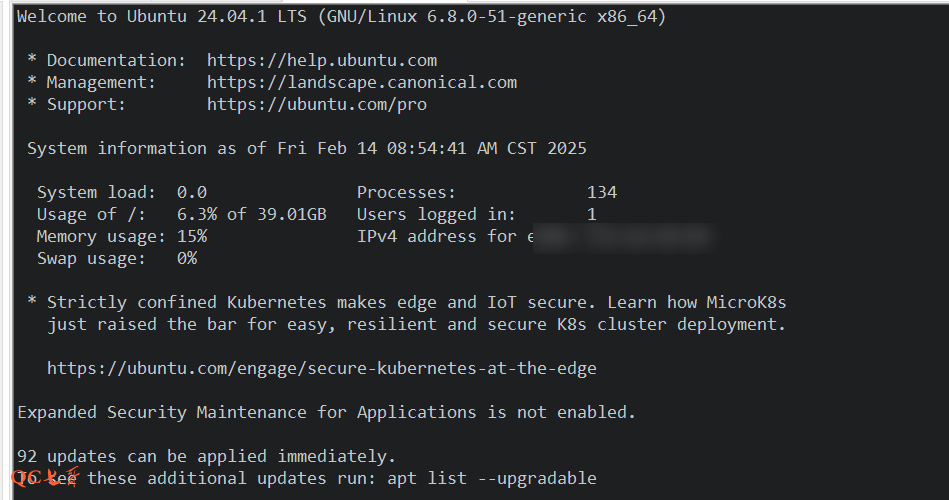 Welcome to Ubuntu 24.04.1 LTS (GNU/Linux 6.8.0-51-generic x86_64)
* Documentation:  https://help.ubuntu.com
* Management:     https://landscape.canonical.com
* Support:        https://ubuntu.com/pro
System information as of Fri Feb 14 08:54:41 AM CST 2025
System load:  0.0               Processes:             134
Usage of /:   6.3% of 39.01GB   Users logged in:       1
Memory usage: 15%               IPv4 address for
Swap usage:   0%
* Strictly confined Kubernetes makes edge and IoT secure. Learn how MicroK8s
just raised the bar for easy, resilient and secure K8s cluster deployment.
https://ubuntu.com/engage/secure-kubernetes-at-the-edge
Expanded Security Maintenance for Applications is not enabled.
92 updates can be applied immediately.
To see these additional updates run: apt list --upgradable